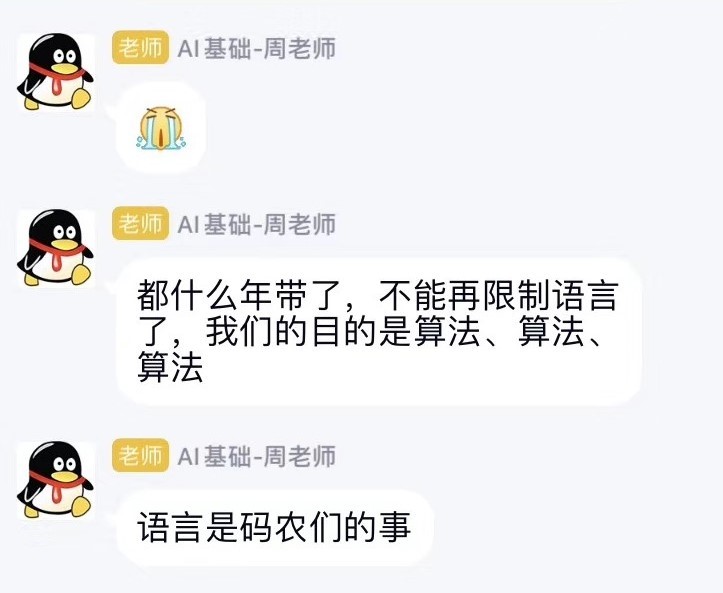 老师 AI基础-周老师
老师 AI基础-周老师
都什么年带了，不能再限制语言
了，我们的目的是算法、算法、
算法
老师 AI基础-周老师
语言是码农们的事